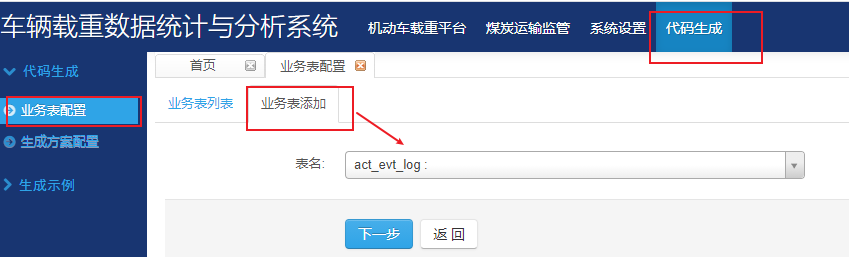 车辆载重数据统计与分析系统 机动车载重平台 煤炭运输监管 系统设置 代码生成
代码生成
业务表配置
生成方案配置
生成示例
首页 业务表配置
业务表列表 业务表添加
表名: act_evt_log :
下一步 返 回